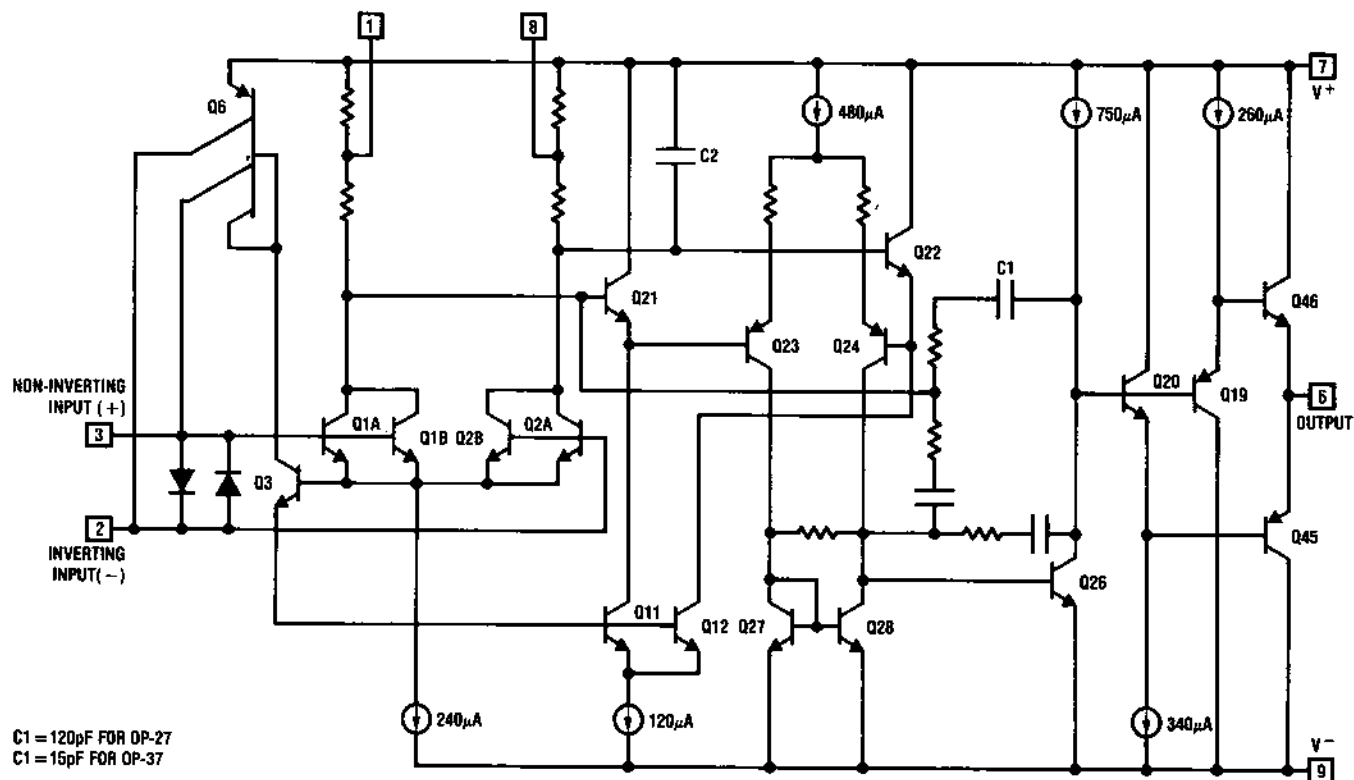 1
8
7
V+
Q6
480µA
750µA
260µA
C2
Q22
C1
Q21
Q46
Q23
Q24
NON-INVERTING
INPUT (+)
3
Q1A
Q1B
Q2B
Q2A
Q20
Q19
6
OUTPUT
Q3
2
INVERTING
INPUT(−)
Q45
Q26
Q11
Q12
Q27
Q28
240µA
120µA
340µA
C1 = 120pF FOR OP-27
C1 = 15pF FOR OP-37
V−
9